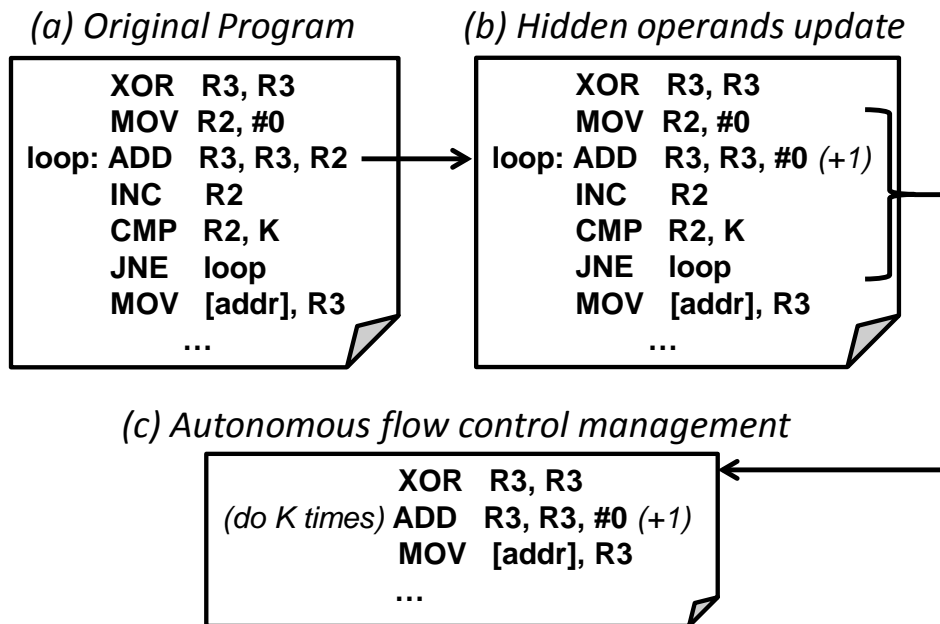 (a) Original Program
XOR R3, R3
MOV R2, #0
loop: ADD R3, R3, R2
INC R2
CMP R2, K
JNE loop
MOV [addr], R3
...
(b) Hidden operands update
XOR R3, R3
MOV R2, #0
loop: ADD R3, R3, #0 (+1)
INC R2
CMP R2, K
JNE loop
MOV [addr], R3
...
(c) Autonomous flow control management
XOR R3, R3
(do K times) ADD R3, R3, #0 (+1)
MOV [addr], R3
...